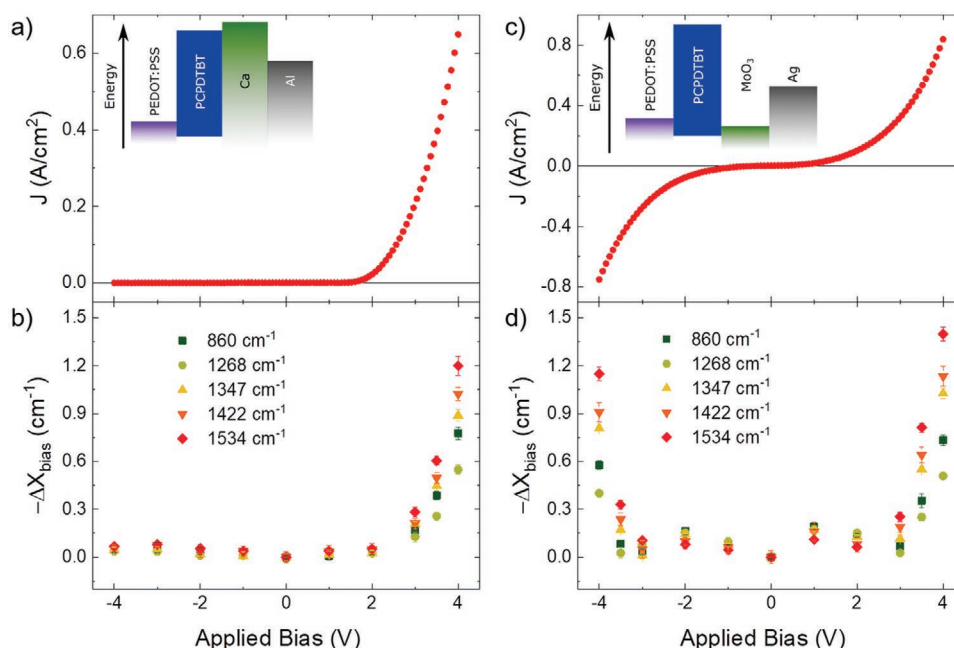 a)
J (A/cm²)
0.6
0.4
0.2
0.0
Energy
PEDOT:PSS
PCPDTBT
Ca
Al
c)
J (A/cm²)
0.8
0.4
0.0
-0.4
-0.8
Energy
PEDOT:PSS
PCPDTBT
MoO₃
Ag
b)
−ΔX_bias (cm⁻¹)
1.5
1.2
0.9
0.6
0.3
0.0
860 cm⁻¹
1268 cm⁻¹
1347 cm⁻¹
1422 cm⁻¹
1534 cm⁻¹
-4 -2 0 2 4
Applied Bias (V)
d)
−ΔX_bias (cm⁻¹)
1.5
1.2
0.9
0.6
0.3
0.0
860 cm⁻¹
1268 cm⁻¹
1347 cm⁻¹
1422 cm⁻¹
1534 cm⁻¹
-4 -2 0 2 4
Applied Bias (V)